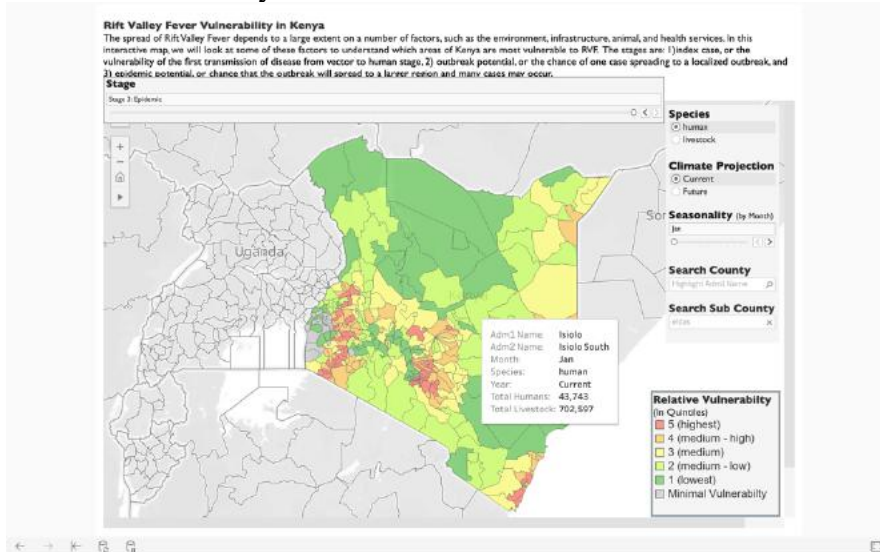 Rift Valley Fever Vulnerability in Kenya
The spread of Rift Valley Fever depends to a large extent on a number of factors, such as the environment, infrastructure, animal, and health services. In this
interactive map, we will look at some of these factors to understand which areas of Kenya are most vulnerable to RVF. The stages are: 1)index case, or the
vulnerability of the first transmission of disease from vector to human stage, 2) outbreak potential, or the chance of one case spreading to a localized outbreak, and
3) epidemic potential, or chance that the outbreak will spread to a larger region and many cases may occur.
Stage
Stage 3: Epidemic
Species
human
livestock
Climate Projection
Current
Future
Seasonality (by Month)
Jan
Search County
Highlight Adm1 Name
Search Sub County
Uganda
Adm1 Name: Isiolo
Adm2 Name: Isiolo South
Month: Jan
Species: human
Year: Current
Total Humans: 43,743
Total Livestock: 702,597
Relative Vulnerabilty
(In Quintiles)
5 (highest)
4 (medium - high)
3 (medium)
2 (medium - low)
1 (lowest)
Minimal Vulnerabilty